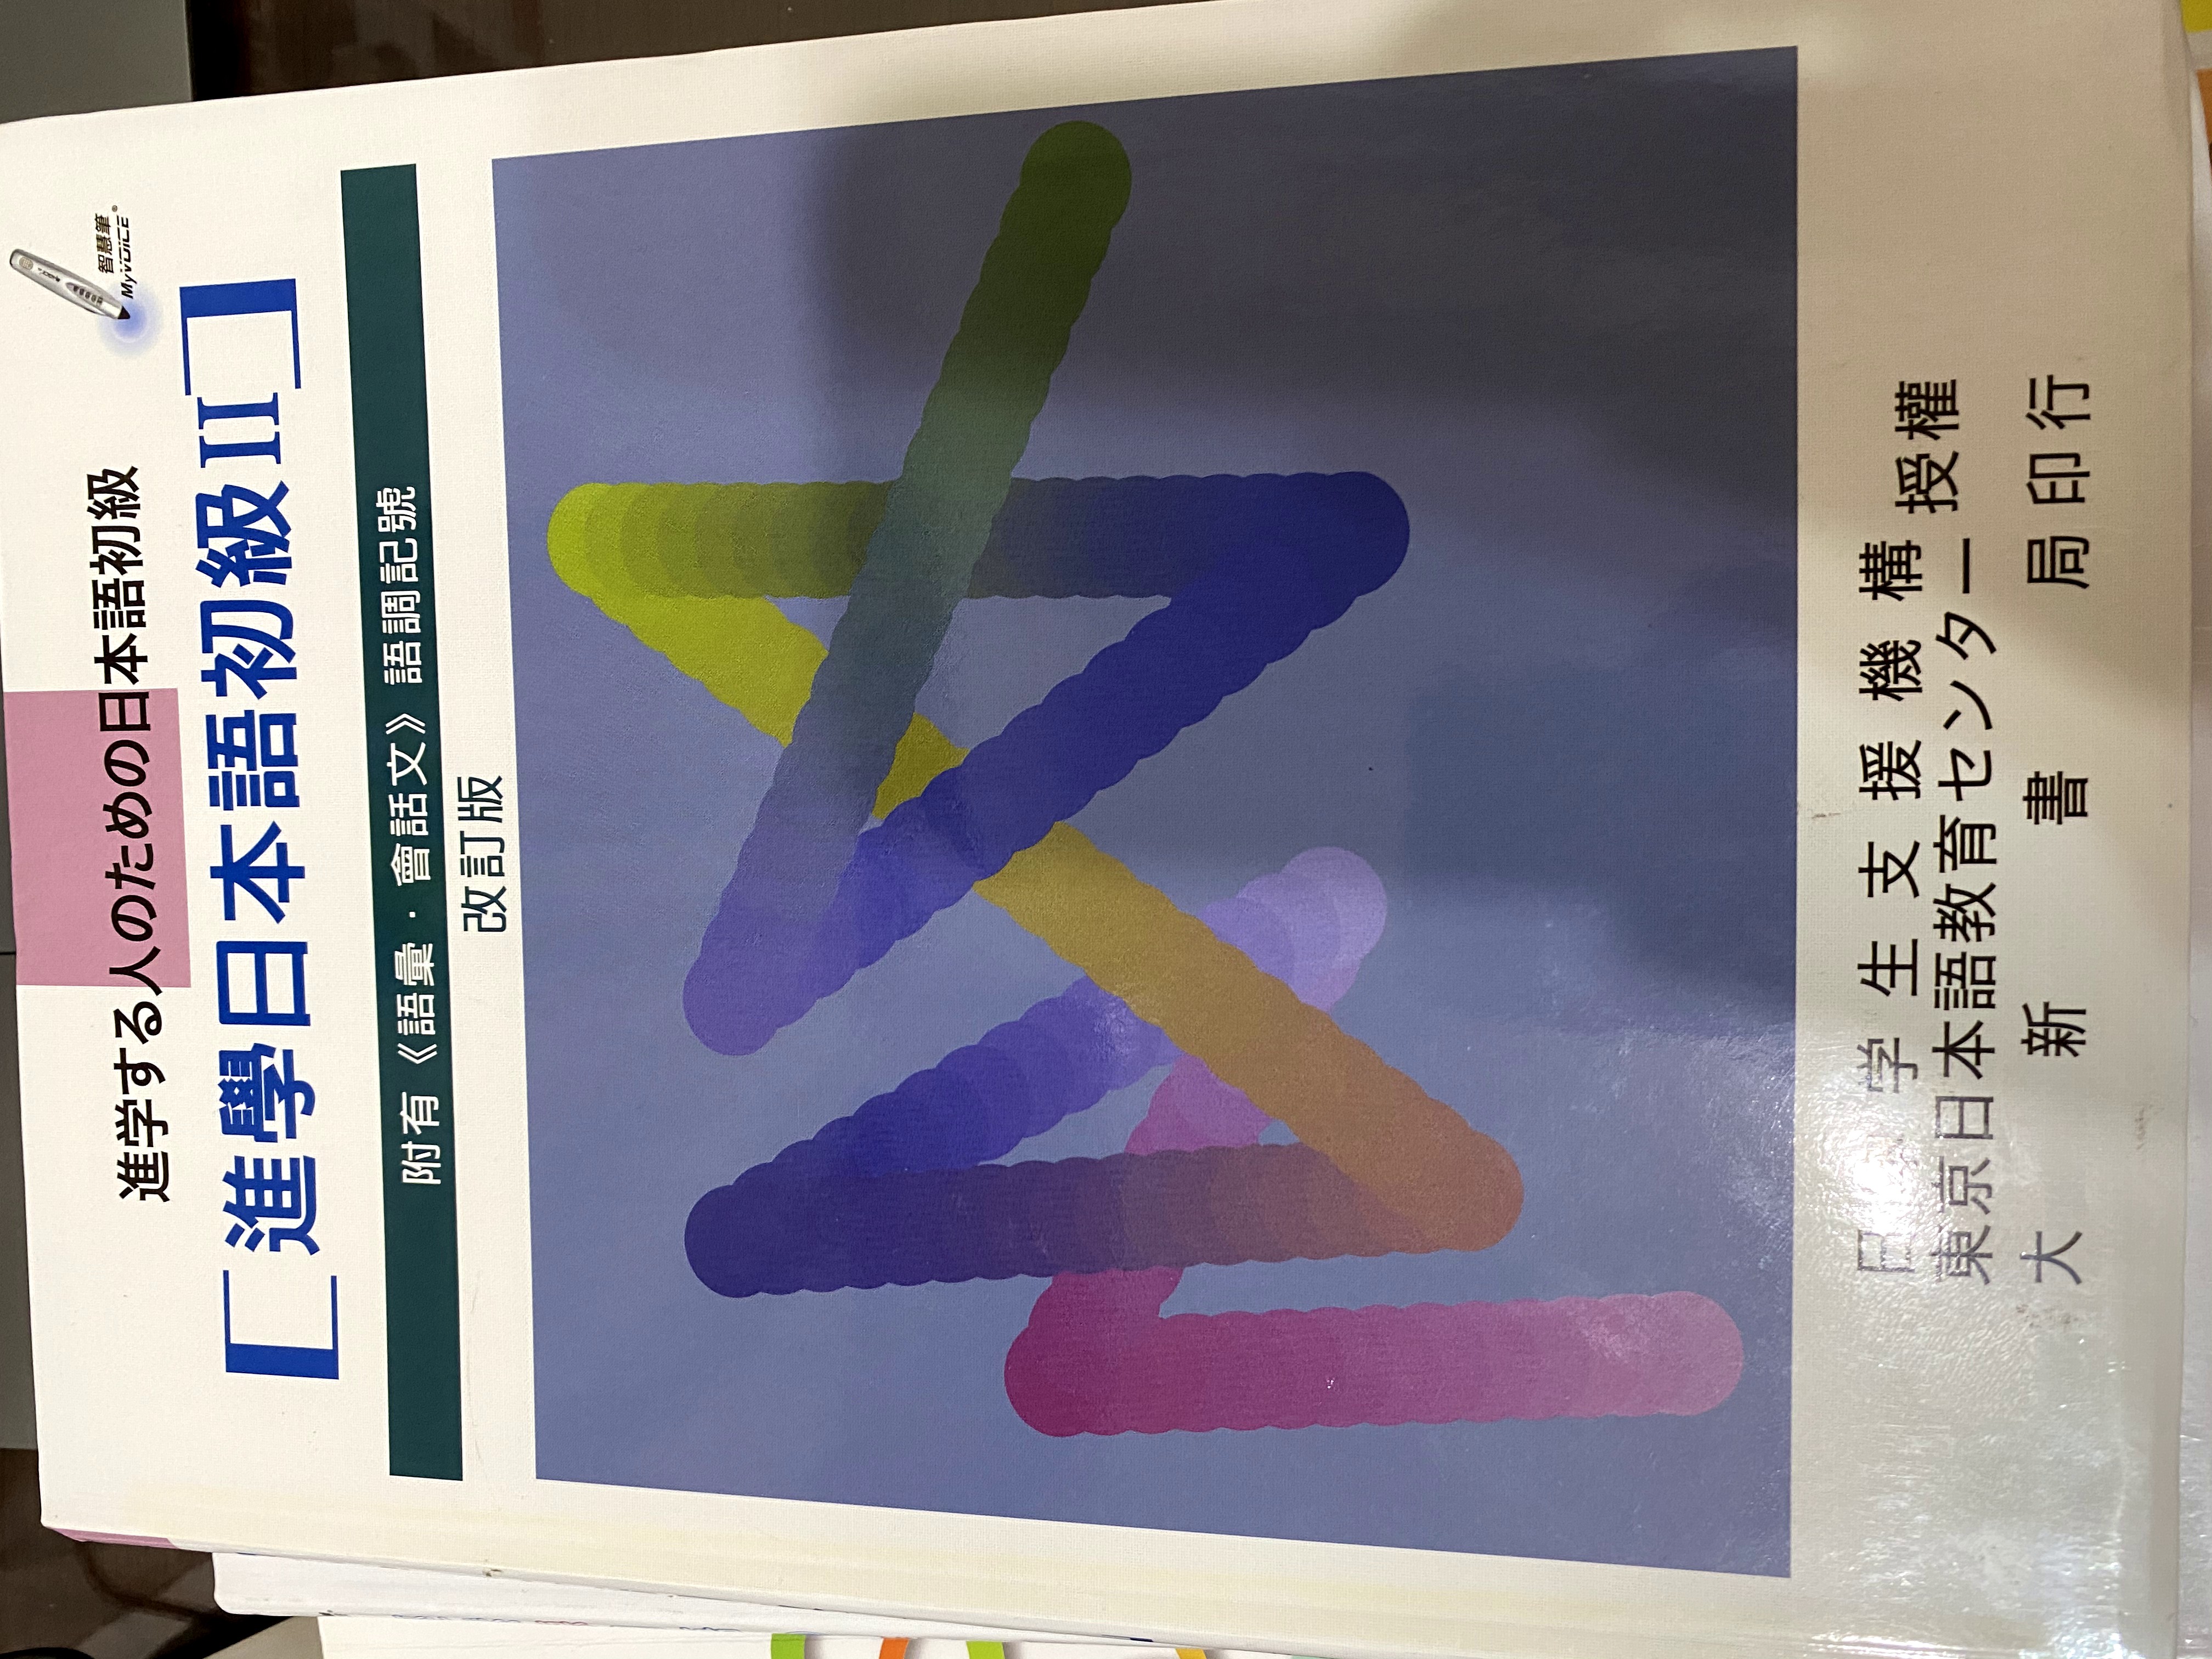 進学する人のための日本語初級
智慧筆
MyVOICE®
進學日本語初級II
附有《語彙・會話文》語調記號
改訂版
日本学生支援機構
東京日本語教育センター
授權
大新書局印行